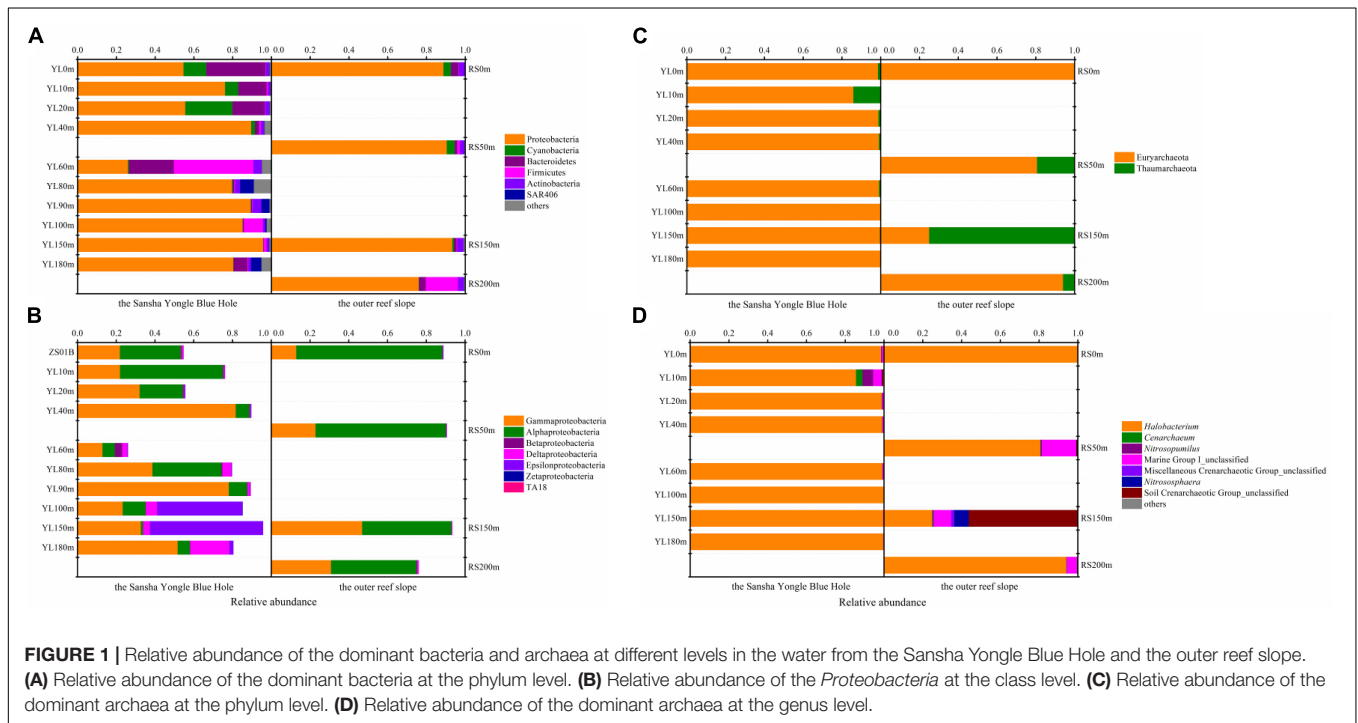 A
0.0 0.2 0.4 0.6 0.8 1.0 0.0 0.2 0.4 0.6 0.8 1.0
YL0m
RS0m
YL10m
YL20m
YL40m
RS50m
YL60m
YL80m
YL90m
YL100m
YL150m
RS150m
YL180m
RS200m
the Sansha Yongle Blue Hole
the outer reef slope
Proteobacteria
Cyanobacteria
Bacteroidetes
Firmicutes
Actinobacteria
SAR406
others
B
0.0 0.2 0.4 0.6 0.8 1.0 0.0 0.2 0.4 0.6 0.8 1.0
ZS01B
RS0m
YL10m
YL20m
YL40m
RS50m
YL60m
YL80m
YL90m
YL100m
YL150m
RS150m
YL180m
RS200m
the Sansha Yongle Blue Hole
the outer reef slope
Relative abundance
Gammaproteobacteria
Alphaproteobacteria
Betaproteobacteria
Deltaproteobacteria
Epsilonproteobacteria
Zetaproteobacteria
TA18
C
0.0 0.2 0.4 0.6 0.8 1.0 0.0 0.2 0.4 0.6 0.8 1.0
YL0m
RS0m
YL10m
YL20m
YL40m
RS50m
YL60m
YL100m
YL150m
RS150m
YL180m
RS200m
the Sansha Yongle Blue Hole
the outer reef slope
Euryarchaeota
Thaumarchaeota
D
0.0 0.2 0.4 0.6 0.8 1.0 0.0 0.2 0.4 0.6 0.8 1.0
YL0m
RS0m
YL10m
YL20m
YL40m
RS50m
YL60m
YL100m
YL150m
RS150m
YL180m
RS200m
the Sansha Yongle Blue Hole
the outer reef slope
Relative abundance
Halobacterium
Cenarchaeum
Nitrosopumilus
Marine Group I_unclassified
Miscellaneous Crenarchaeotic Group_unclassified
Nitrososphaera
Soil Crenarchaeotic Group_unclassified
others
FIGURE 1 | Relative abundance of the dominant bacteria and archaea at different levels in the water from the Sansha Yongle Blue Hole and the outer reef slope.
(A) Relative abundance of the dominant bacteria at the phylum level. (B) Relative abundance of the Proteobacteria at the class level. (C) Relative abundance of the
dominant archaea at the phylum level. (D) Relative abundance of the dominant archaea at the genus level.